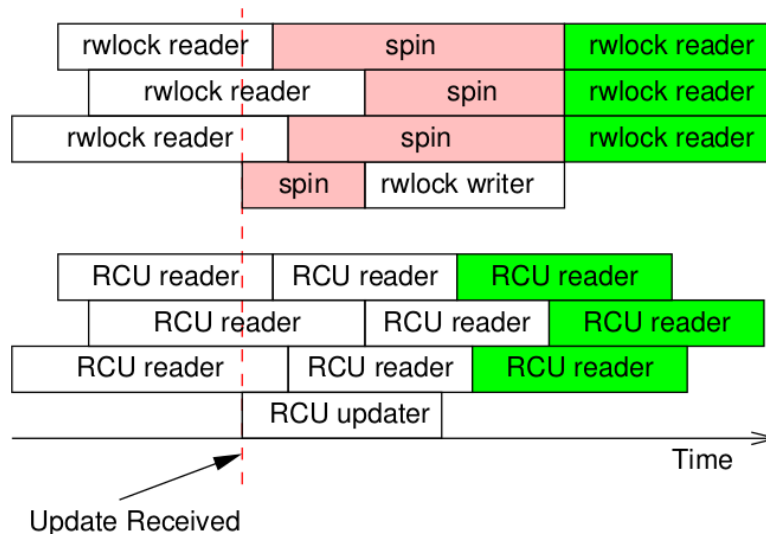 rwlock reader spin rwlock reader
rwlock reader spin rwlock reader
rwlock reader spin rwlock reader
spin rwlock writer
RCU reader RCU reader RCU reader
RCU reader RCU reader RCU reader
RCU reader RCU reader RCU reader
RCU updater
Time
Update Received